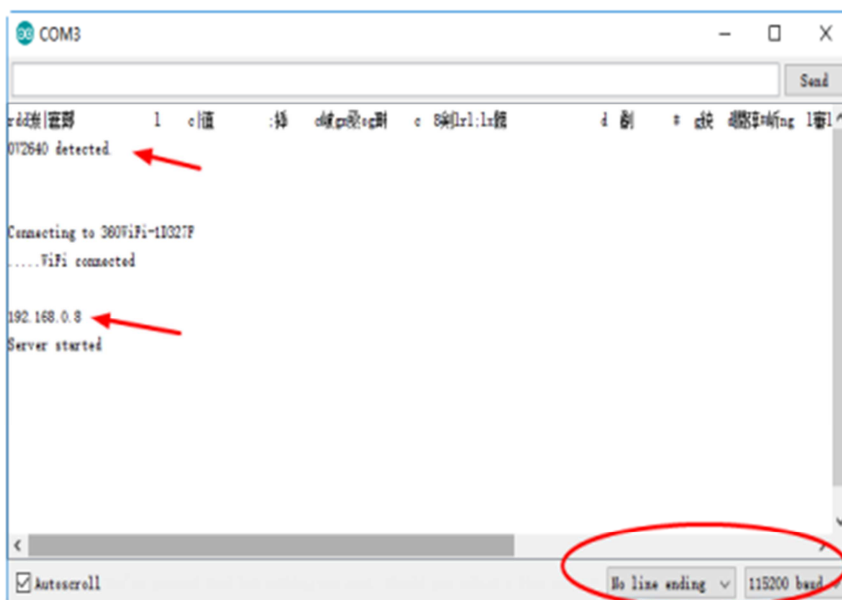 COM3
Send
OV2640 detected.
Connecting to 360WiFi-1D327F
.....WiFi connected
192.168.0.8
Server started
Autoscroll
No line ending
115200 baud